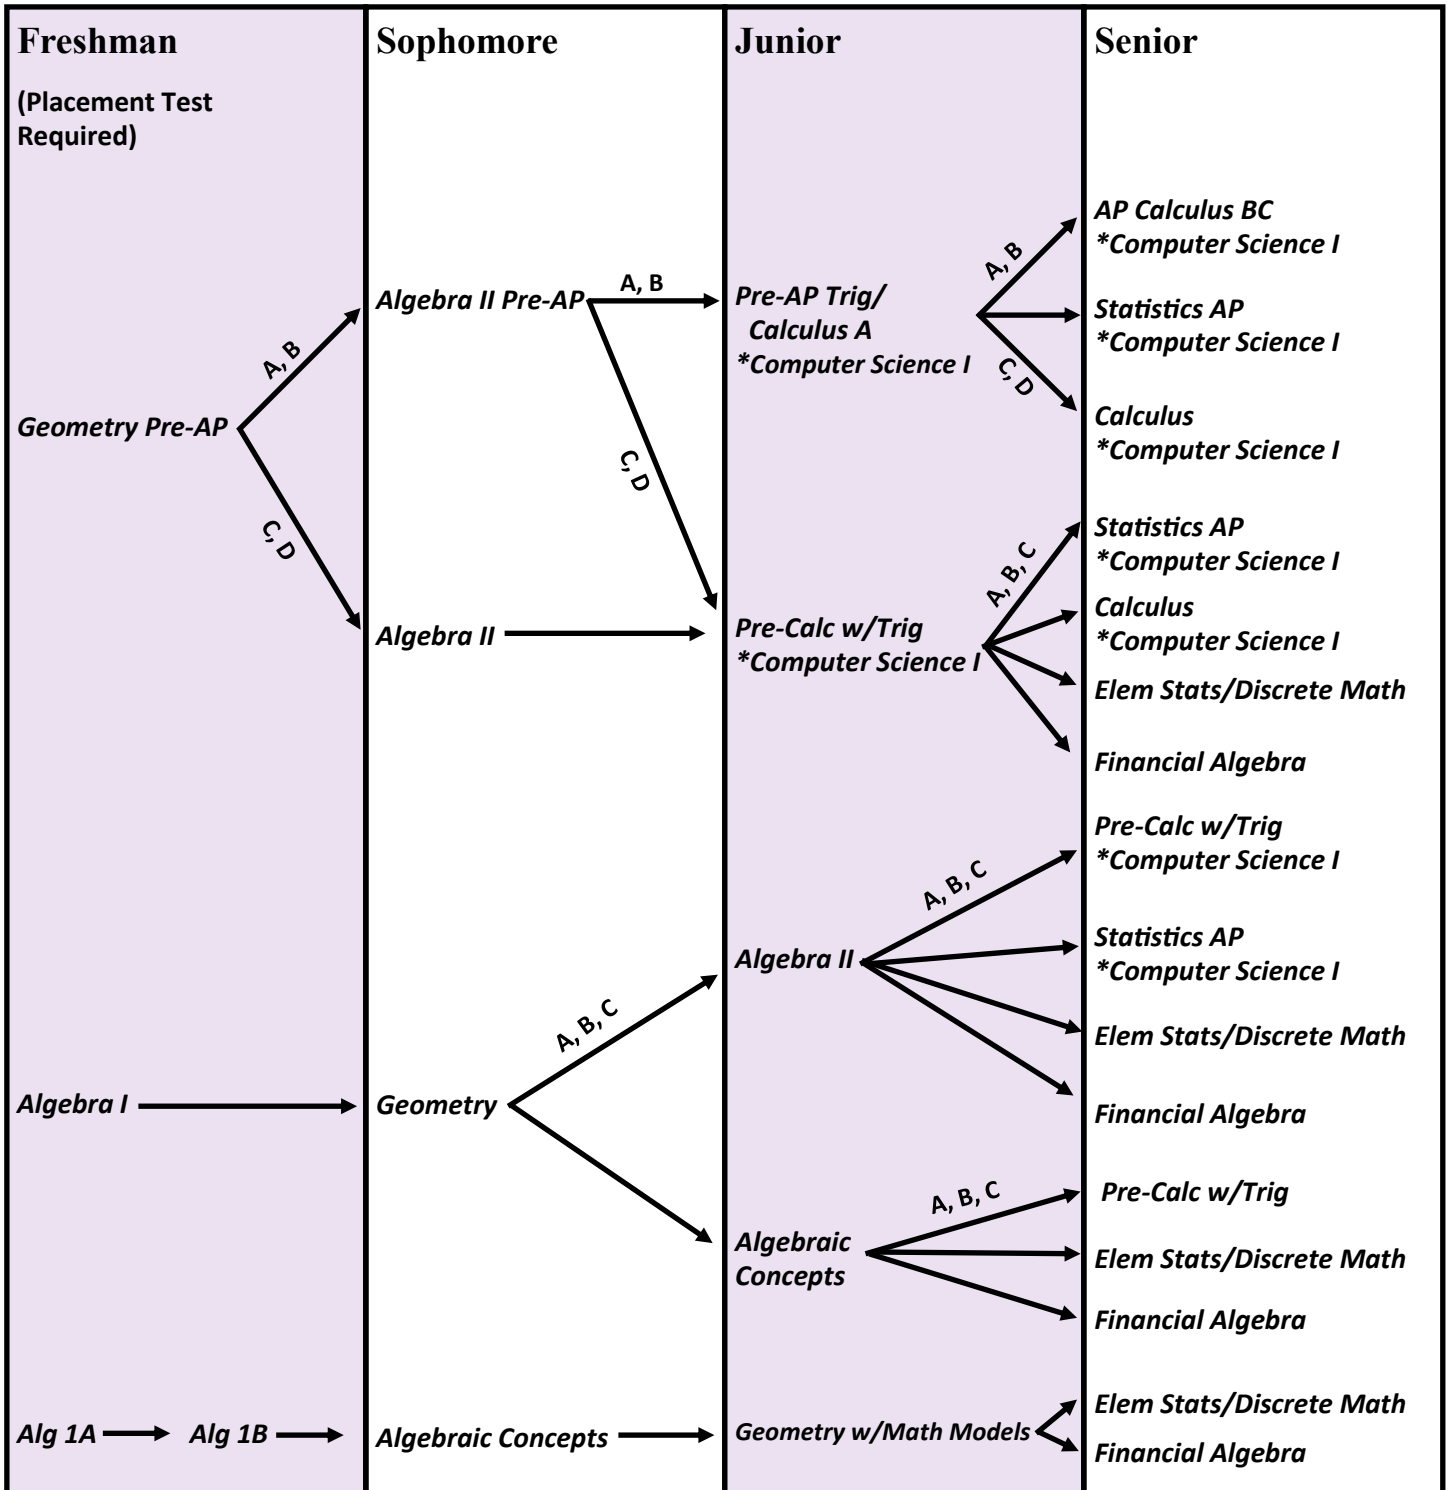 Freshman
(Placement Test
Required)
Geometry Pre-AP
A, B
C, D
Algebra I
Alg 1A
Alg 1B
Sophomore
Algebra II Pre-AP
A, B
C, D
Algebra II
Geometry
A, B, C
Algebraic Concepts
Junior
Pre-AP Trig/
Calculus A
*Computer Science I
A, B
C, D
Pre-Calc w/Trig
*Computer Science I
A, B, C
Algebra II
A, B, C
Algebraic
Concepts
A, B, C
Geometry w/Math Models
Senior
AP Calculus BC
*Computer Science I
Statistics AP
*Computer Science I
Calculus
*Computer Science I
Statistics AP
*Computer Science I
Calculus
*Computer Science I
Elem Stats/Discrete Math
Financial Algebra
Pre-Calc w/Trig
*Computer Science I
Statistics AP
*Computer Science I
Elem Stats/Discrete Math
Financial Algebra
Pre-Calc w/Trig
Elem Stats/Discrete Math
Financial Algebra
Elem Stats/Discrete Math
Financial Algebra